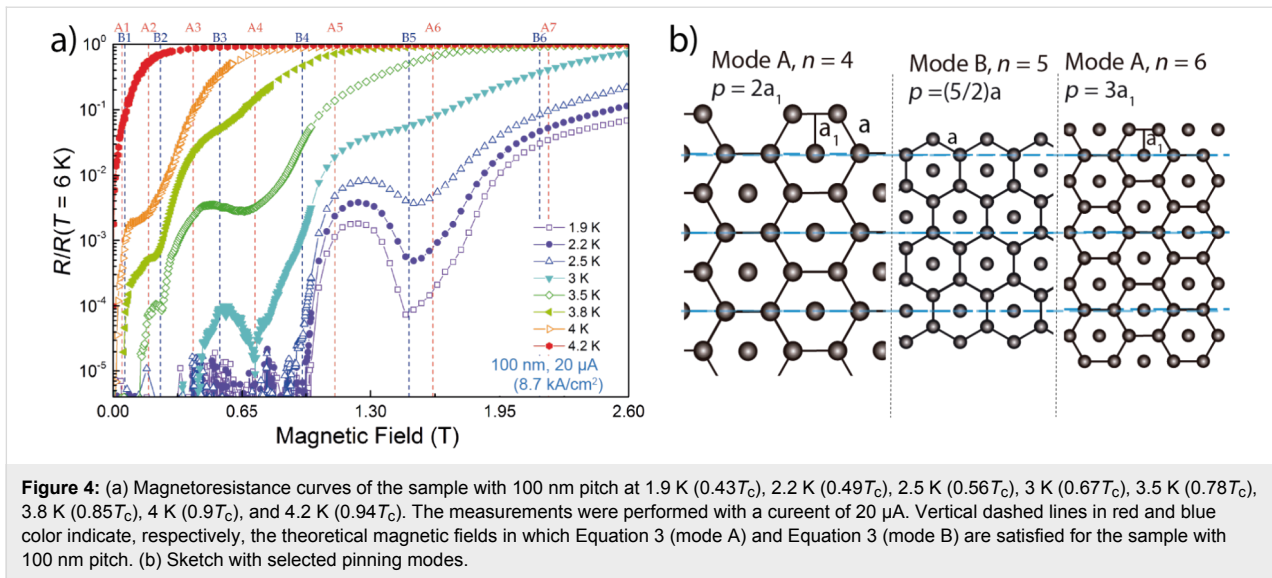 a)
A1 A2 A3 A4 A5 A6 A7
B1 B2 B3 B4 B5 B6
10⁰
10⁻¹
10⁻²
10⁻³
10⁻⁴
10⁻⁵
R/R(T = 6 K)
1.9 K
2.2 K
2.5 K
3 K
3.5 K
3.8 K
4 K
4.2 K
100 nm, 20 µA
(8.7 kA/cm²)
0.00 0.65 1.30 1.95 2.60
Magnetic Field (T)
b)
Mode A, n = 4
p = 2a₁
a₁
a
Mode B, n = 5
p =(5/2)a
a
Mode A, n = 6
p = 3a₁
a₁
Figure 4: (a) Magnetoresistance curves of the sample with 100 nm pitch at 1.9 K (0.43Tc), 2.2 K (0.49Tc), 2.5 K (0.56Tc), 3 K (0.67Tc), 3.5 K (0.78Tc),
3.8 K (0.85Tc), 4 K (0.9Tc), and 4.2 K (0.94Tc). The measurements were performed with a cureent of 20 µA. Vertical dashed lines in red and blue
color indicate, respectively, the theoretical magnetic fields in which Equation 3 (mode A) and Equation 3 (mode B) are satisfied for the sample with
100 nm pitch. (b) Sketch with selected pinning modes.